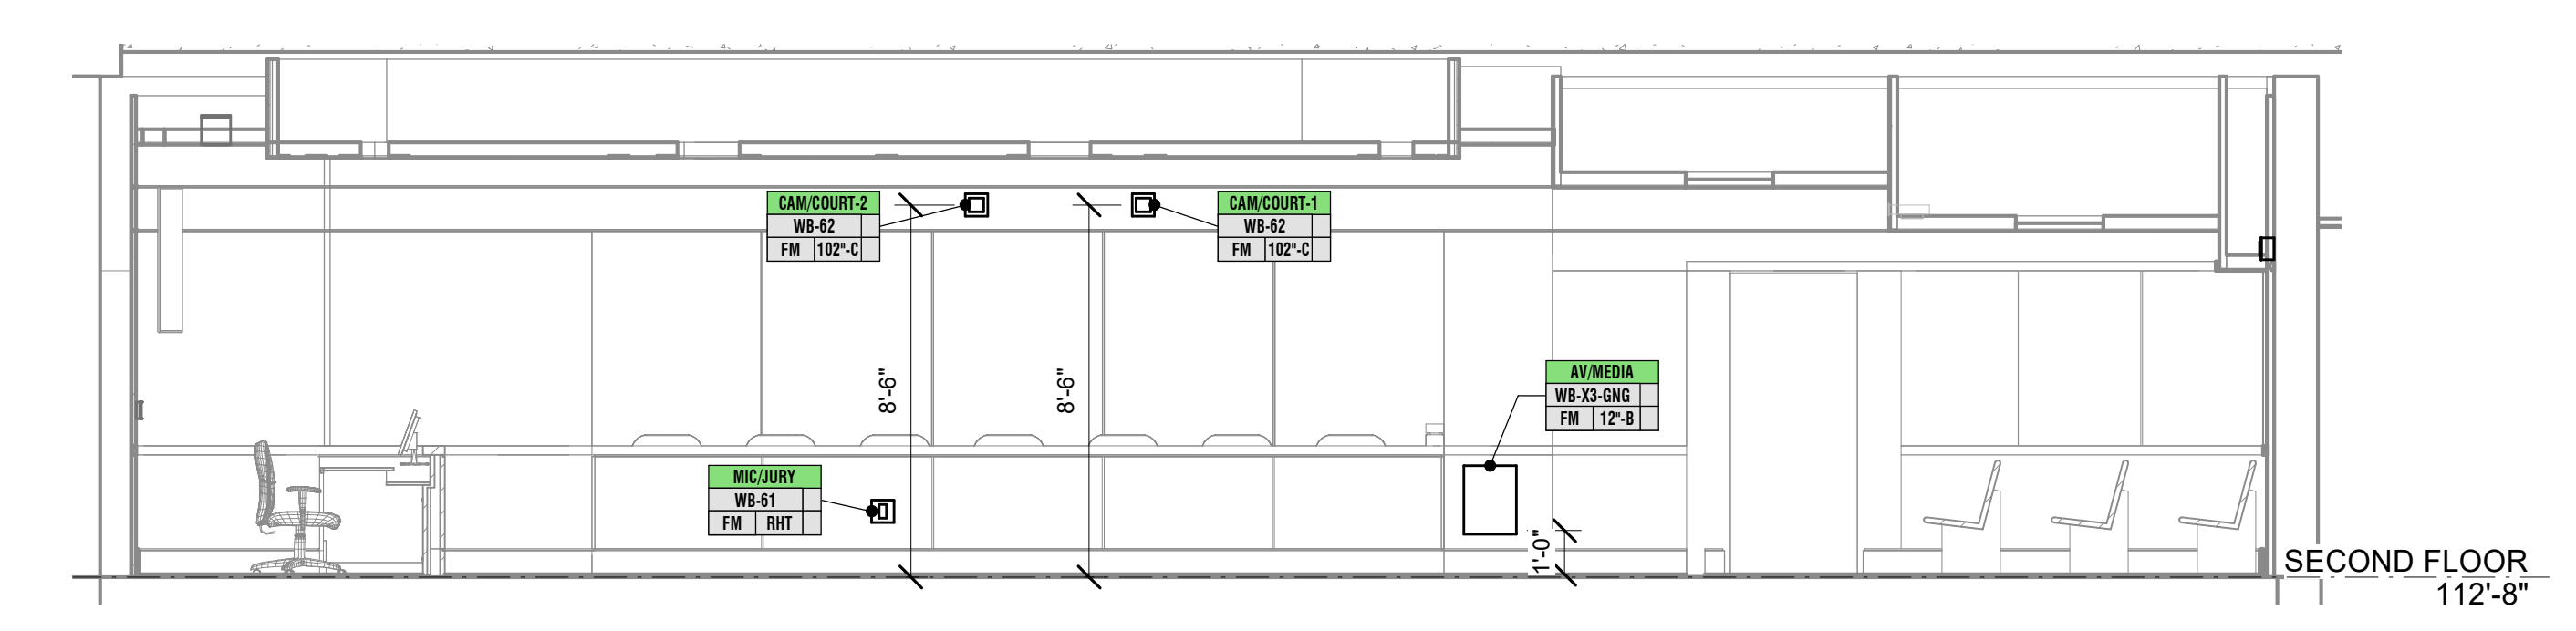 CAM/COURT-2
WB-62
FM 102"-C
CAM/COURT-1
WB-62
FM 102"-C
8'-6"
8'-6"
AV/MEDIA
WB-X3-GNG
FM 12"-B
MIC/JURY
WB-61
FM RHT
1'-0"
SECOND FLOOR
112'-8"